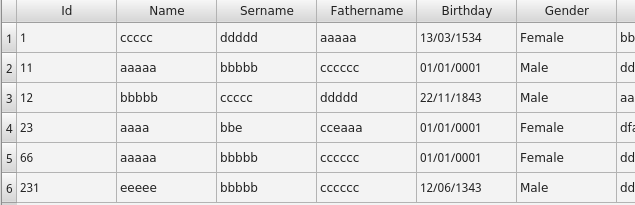 Id Name Sername Fathername Birthday Gender
1 1 ccccc ddddd aaaaa 13/03/1534 Female bb
2 11 aaaaa bbbbb cccccc 01/01/0001 Male dd
3 12 bbbbb ccccc ddddd 22/11/1843 Male aa
4 23 aaaa bbe cceaaa 01/01/0001 Female dfa
5 66 aaaaa bbbbb cccccc 01/01/0001 Female dd
6 231 eeeee bbbbb cccccc 12/06/1343 Male dd